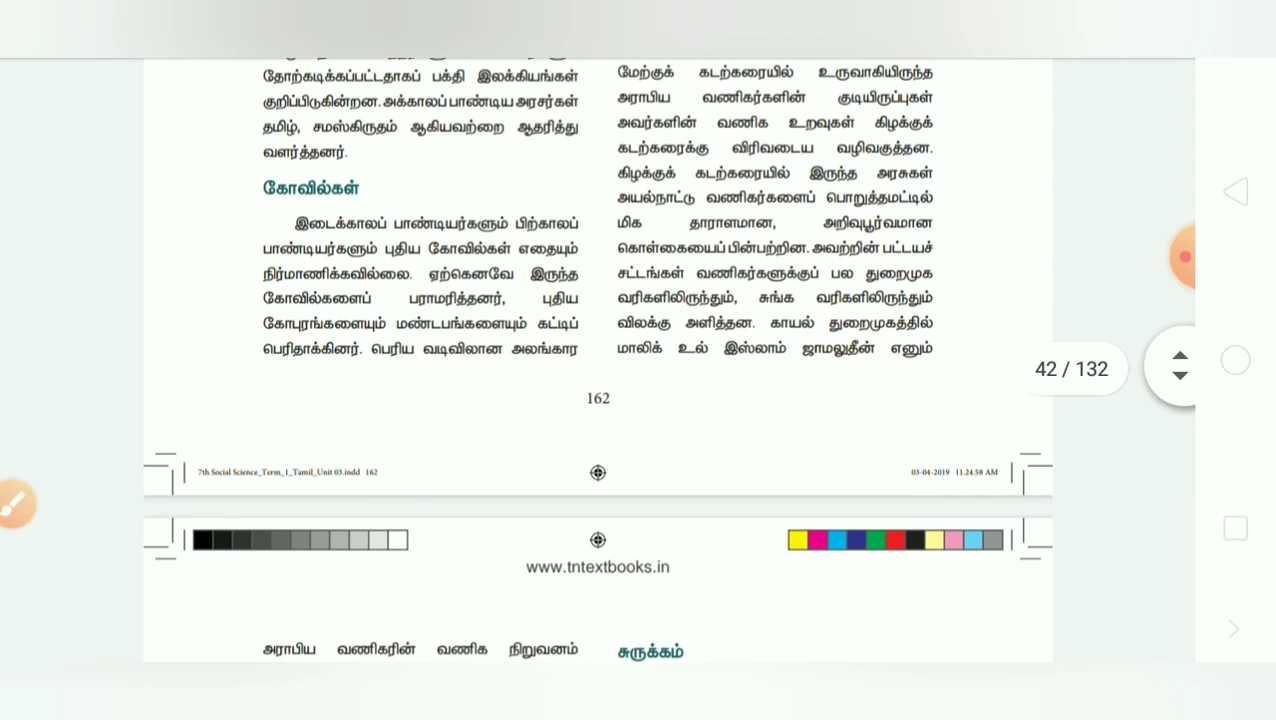 தோற்கடிக்கப்பட்டதாகப் பக்தி இலக்கியங்கள்
குறிப்பிடுகின்றன. அக்காலப் பாண்டிய அரசர்கள்
தமிழ், சமஸ்கிருதம் ஆகியவற்றை ஆதரித்து
வளர்த்தனர்.
கோவில்கள்
இடைக்காலப் பாண்டியர்களும் பிற்காலப்
பாண்டியர்களும் புதிய கோவில்கள் எதையும்
நிர்மாணிக்கவில்லை. ஏற்கெனவே இருந்த
கோவில்களைப் பராமரித்தனர், புதிய
கோபுரங்களையும் மண்டபங்களையும் கட்டிப்
பெரிதாக்கினர். பெரிய வடிவிலான அலங்கார
மேற்குக் கடற்கரையில் உருவாகியிருந்த
அராபிய வணிகர்களின் குடியிருப்புகள்
அவர்களின் வணிக உறவுகள் கிழக்குக்
கடற்கரைக்கு விரிவடைய வழிவகுத்தன.
கிழக்குக் கடற்கரையில் இருந்த அரசுகள்
அயல்நாட்டு வணிகர்களைப் பொறுத்தமட்டில்
மிக தாராளமான, அறிவுபூர்வமான
கொள்கையைப் பின்பற்றின. அவற்றின் பட்டயச்
சட்டங்கள் வணிகர்களுக்குப் பல துறைமுக
வரிகளிலிருந்தும், சுங்க வரிகளிலிருந்தும்
விலக்கு அளித்தன. காயல் துறைமுகத்தில்
மாலிக் உல் இஸ்லாம் ஜாமலுதீன் எனும்
42 / 132
162
7th Social Science_Term_1_Tamil_Unit 03.indd 162
03-04-2019 11.24.58 AM
www.tntextbooks.in
அராபிய வணிகரின் வணிக நிறுவனம்
சுருக்கம்